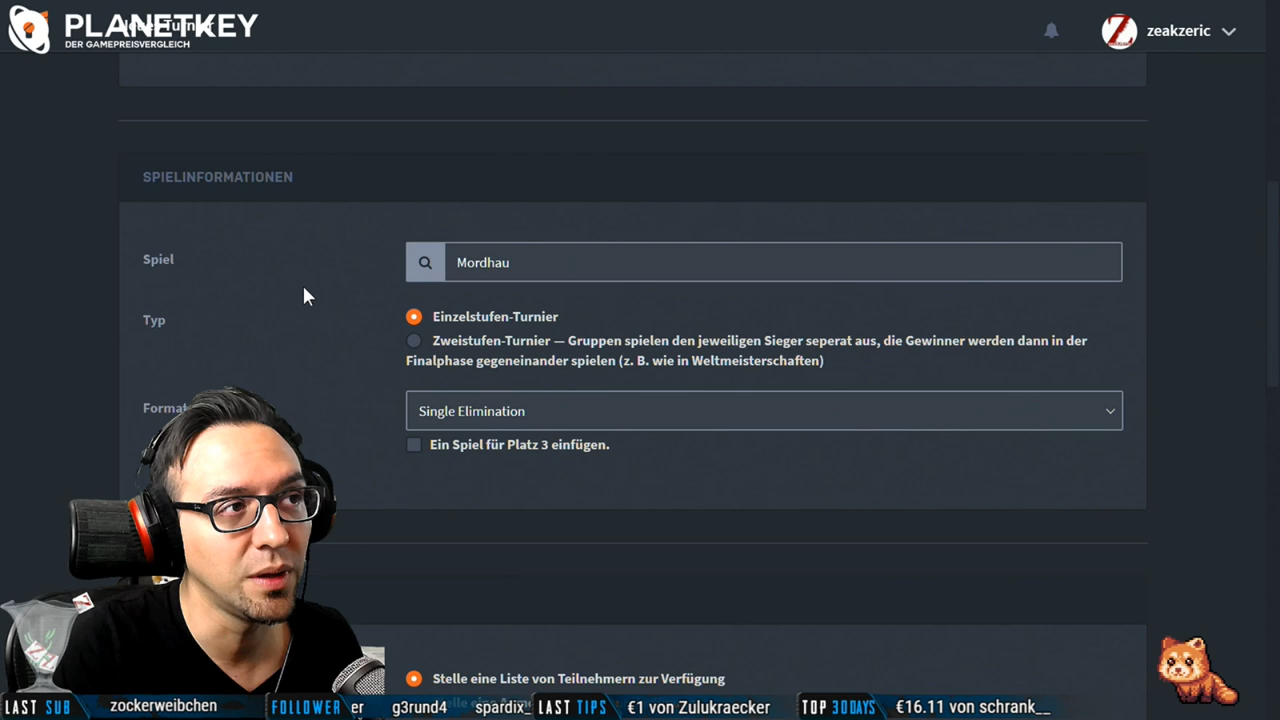 PLANETKEY
DER GAMEPREISVERGLEICH
zeakzeric
SPIELINFORMATIONEN
Spiel
Mordhau
Typ
Einzelstufen-Turnier
Zweistufen-Turnier — Gruppen spielen den jeweiligen Sieger seperat aus, die Gewinner werden dann in der
Finalphase gegeneinander spielen (z. B. wie in Weltmeisterschaften)
Format
Single Elimination
Ein Spiel für Platz 3 einfügen.
Stelle eine Liste von Teilnehmern zur Verfügung
LAST SUB
zockerweibchen
FOLLOWER
er
g3rund4
spardix_
LAST TIPS
€1 von Zulukraecker
TOP 30DAYS
€16.11 von schrank__